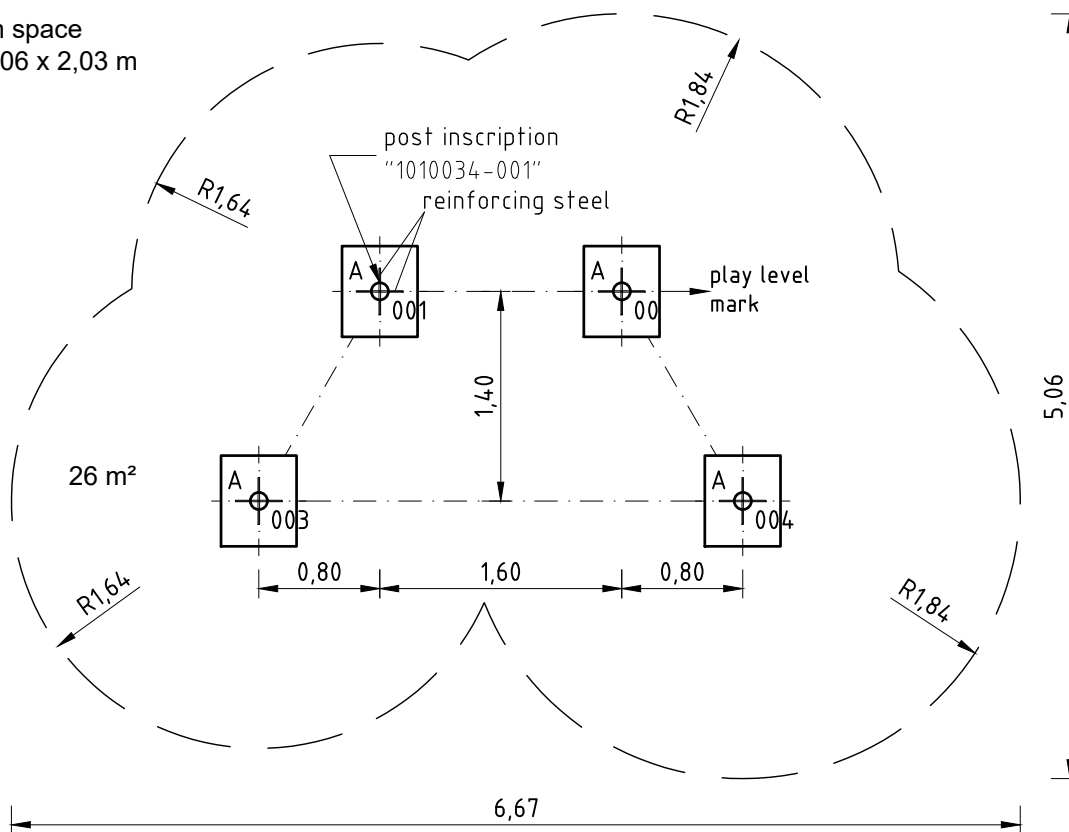 n space
06 x 2,03 m
R1,84
post inscription
"1010034-001"
R1,64
reinforcing steel
A
A
play level
mark
001
00
1,40
5,06
26 m²
A
A
003
004
0,80
1,60
0,80
R1,64
R1,84
6,67